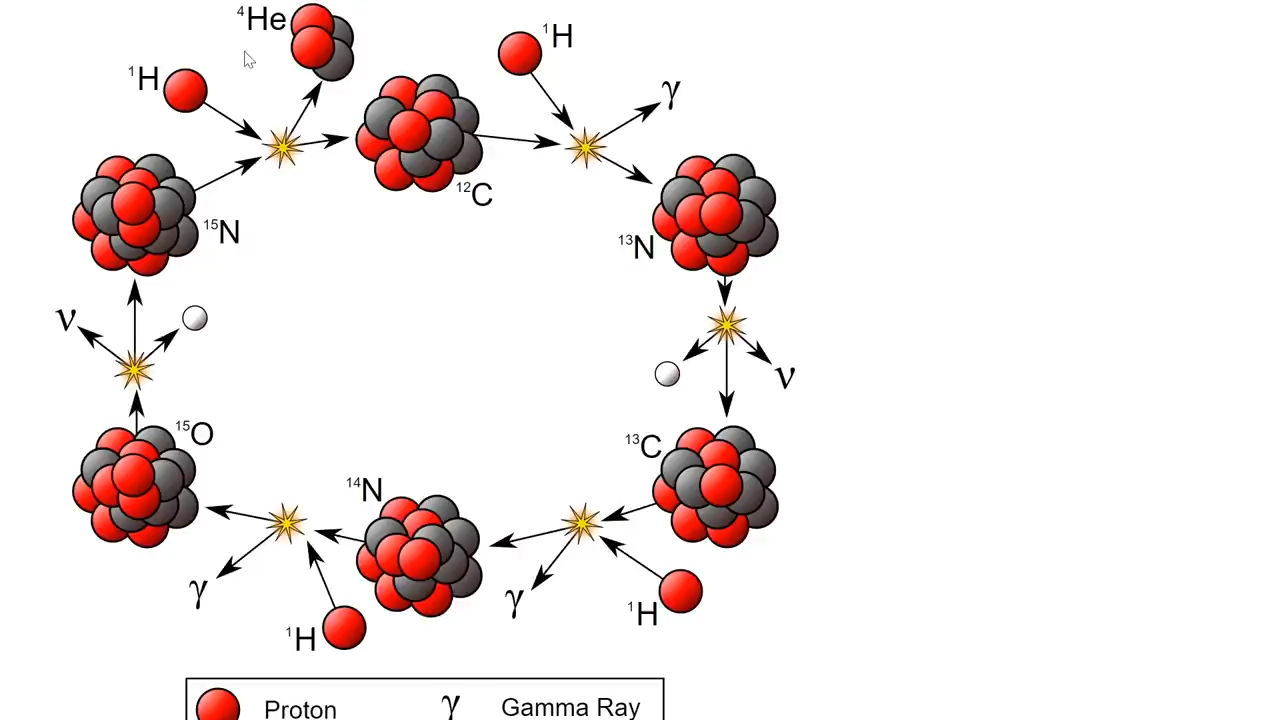 ⁴He
¹H
¹H
γ
¹²C
¹⁵N
¹³N
ν
ν
¹⁵O
¹³C
¹⁴N
γ
γ
¹H
¹H
Proton γ Gamma Ray